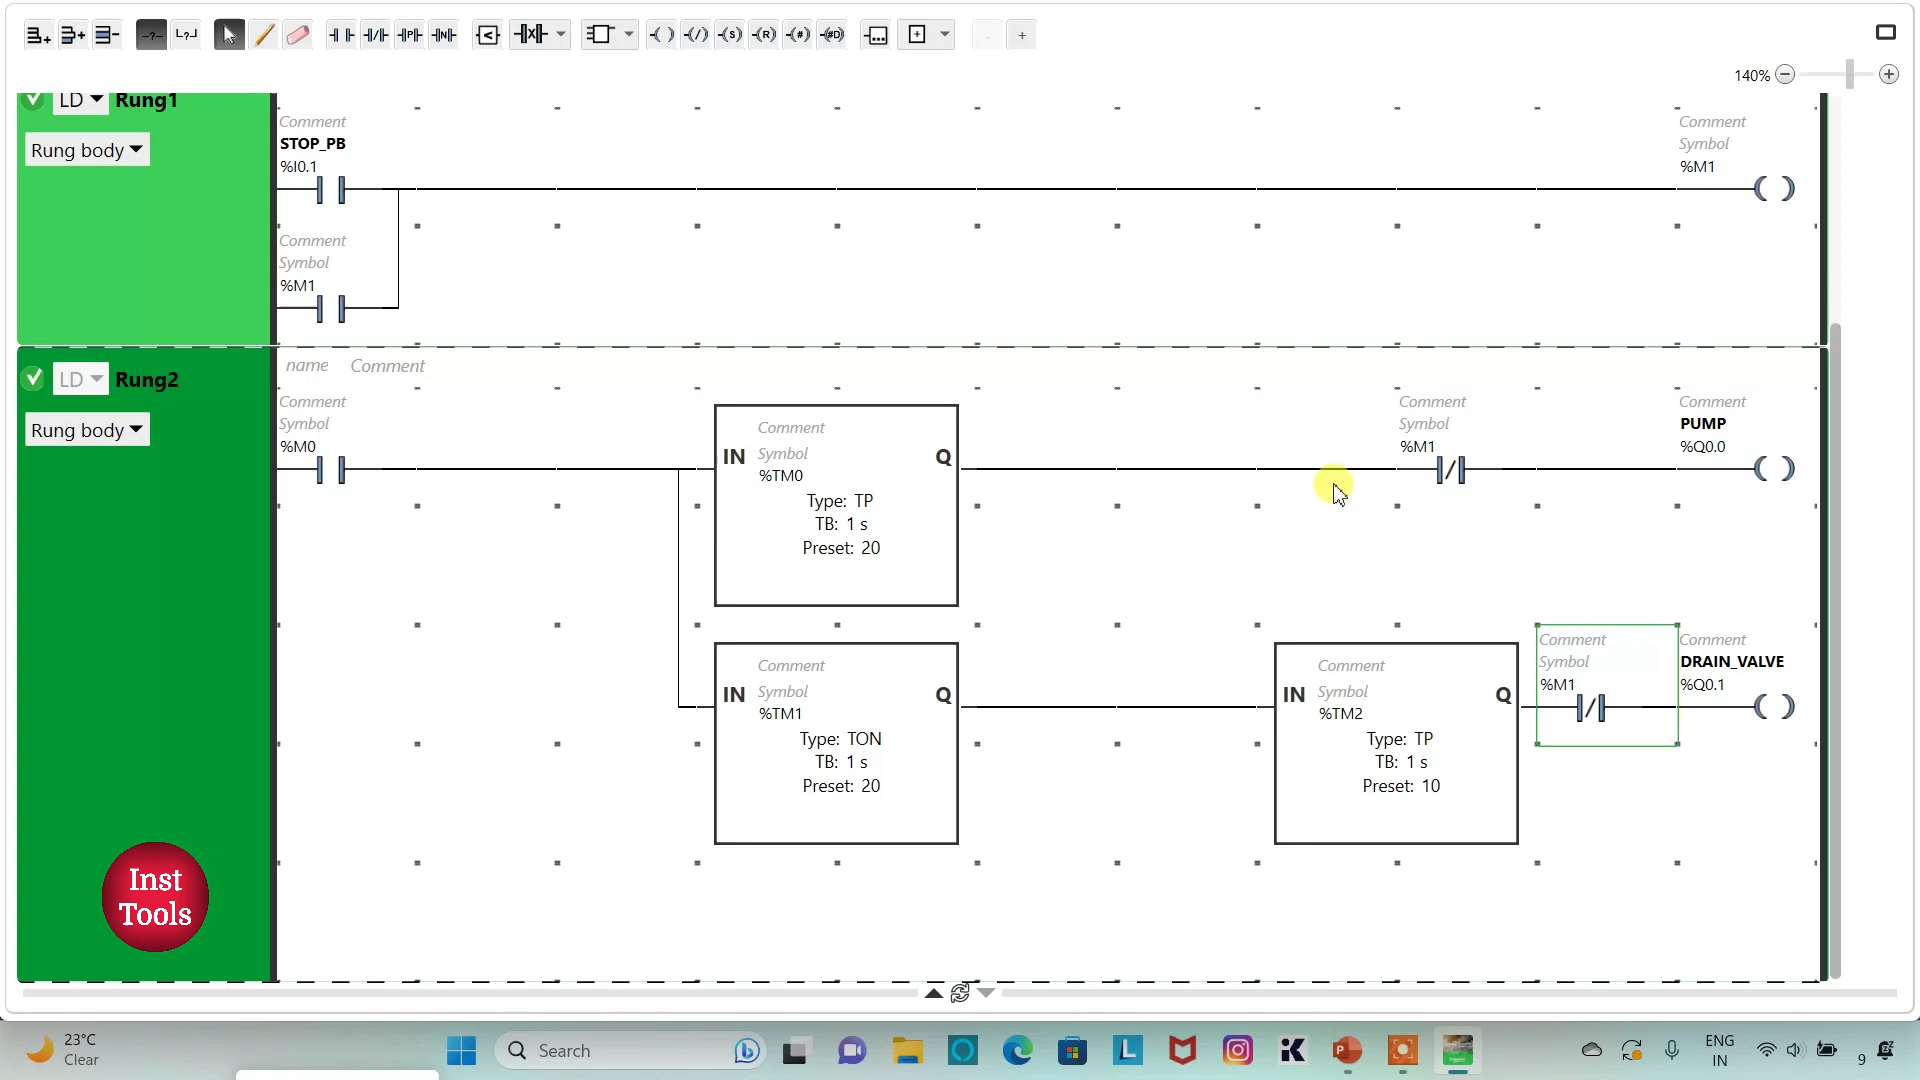 140%
LD Rung1
Rung body
Comment
STOP_PB
%I0.1
Comment
Symbol
%M1
Comment
Symbol
%M1
LD Rung2
Rung body
name Comment
Comment
Symbol
%M0
Comment
Symbol
%TM0
IN Q
Type: TP
TB: 1 s
Preset: 20
Comment
Symbol
%M1
Comment
PUMP
%Q0.0
Comment
Symbol
%TM1
IN Q
Type: TON
TB: 1 s
Preset: 20
Comment
Symbol
%TM2
IN Q
Type: TP
TB: 1 s
Preset: 10
Comment
Symbol
%M1
Comment
DRAIN_VALVE
%Q0.1
Inst
Tools
23°C
Clear
Search
ENG
IN
9